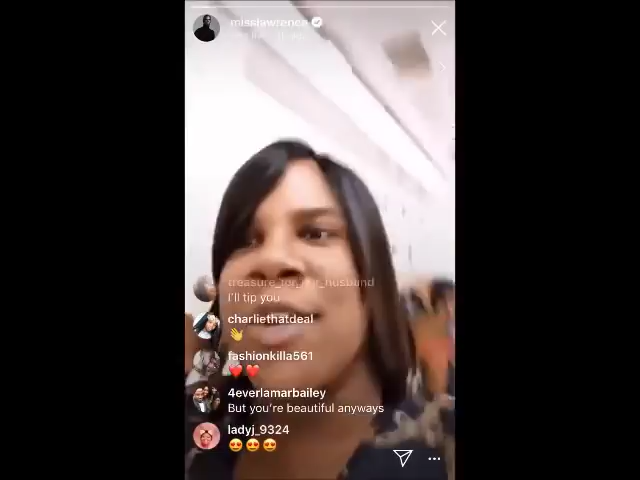 misslawrence
treasure_for_her_husband
I'll tip you
charliethatdeal
👋
fashionkilla561
❤️❤️
4everlamarbailey
But you're beautiful anyways
ladyj_9324
😍😍😍